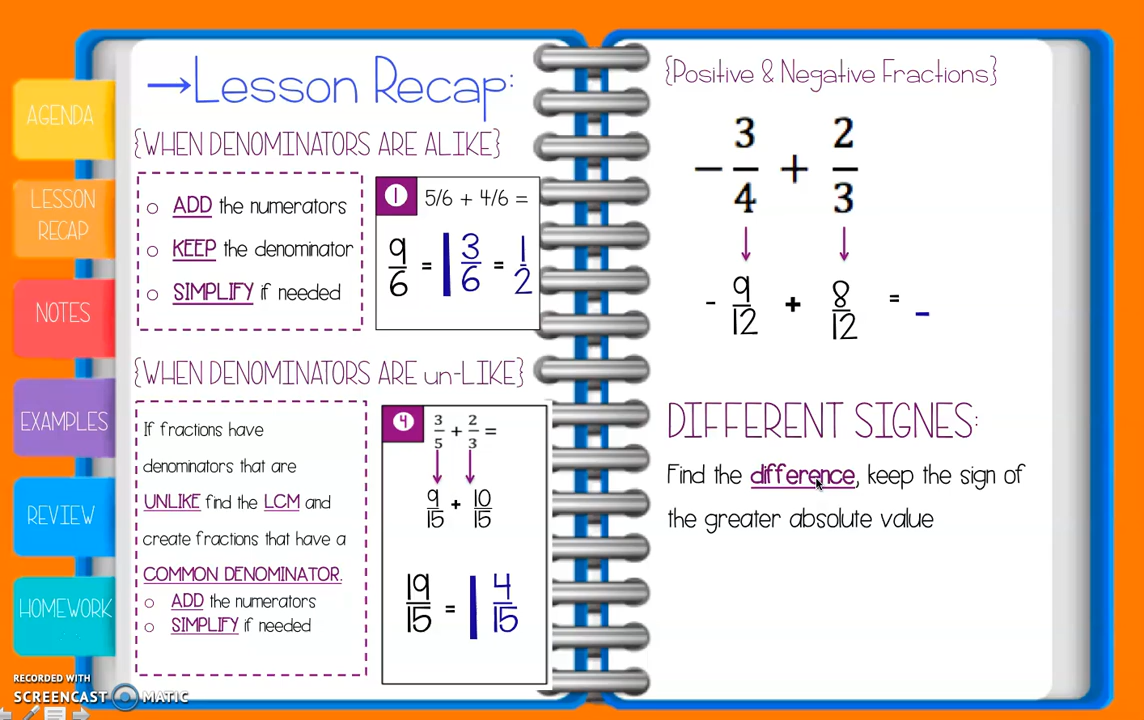 AGENDA
LESSON
RECAP
NOTES
EXAMPLES
REVIEW
HOMEWORK
→Lesson Recap:
{WHEN DENOMINATORS ARE ALIKE}
○ ADD the numerators
○ KEEP the denominator
○ SIMPLIFY if needed
1 5/6 + 4/6 =
9/6 = 1 3/6 = 1/2
{WHEN DENOMINATORS ARE un-LIKE}
If fractions have
denominators that are
UNLIKE find the LCM and
create fractions that have a
COMMON DENOMINATOR.
○ ADD the numerators
○ SIMPLIFY if needed
4 3/5 + 2/3 =
9/15 + 10/15
19/15 = 1 4/15
{Positive & Negative Fractions}
- 3/4 + 2/3
- 9/12 + 8/12 = -
DIFFERENT SIGNES:
Find the difference, keep the sign of
the greater absolute value
RECORDED WITH
SCREENCAST MATIC